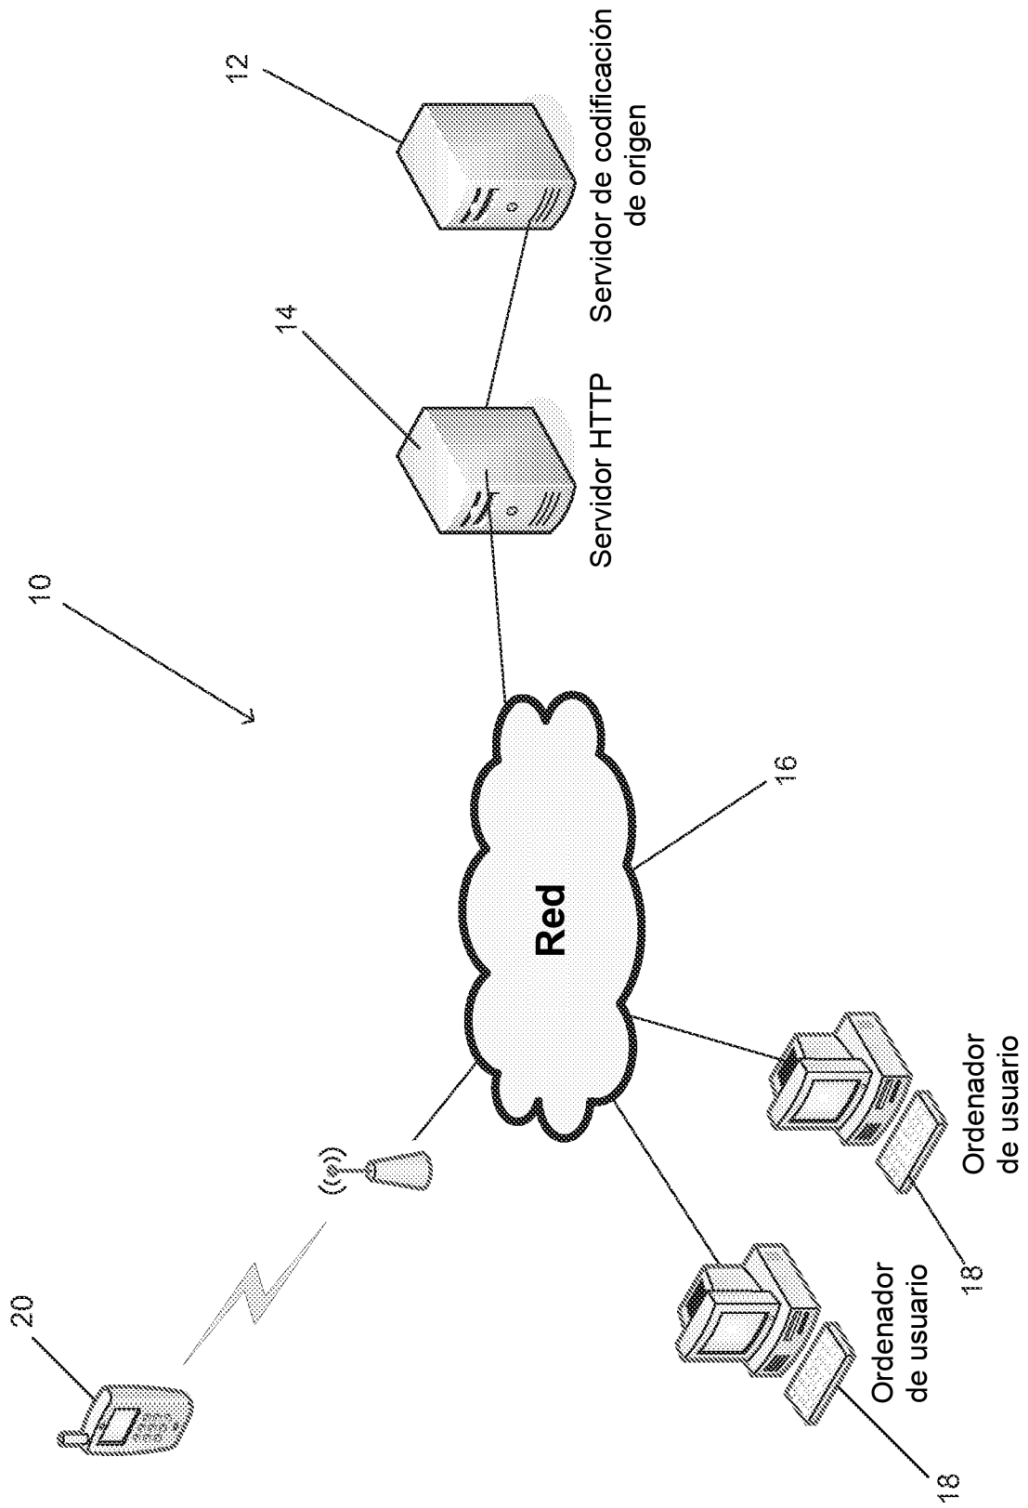 20
10
14
12
Servidor HTTP
Servidor de codificación
de origen
Red
16
18
Ordenador
de usuario
18
Ordenador
de usuario